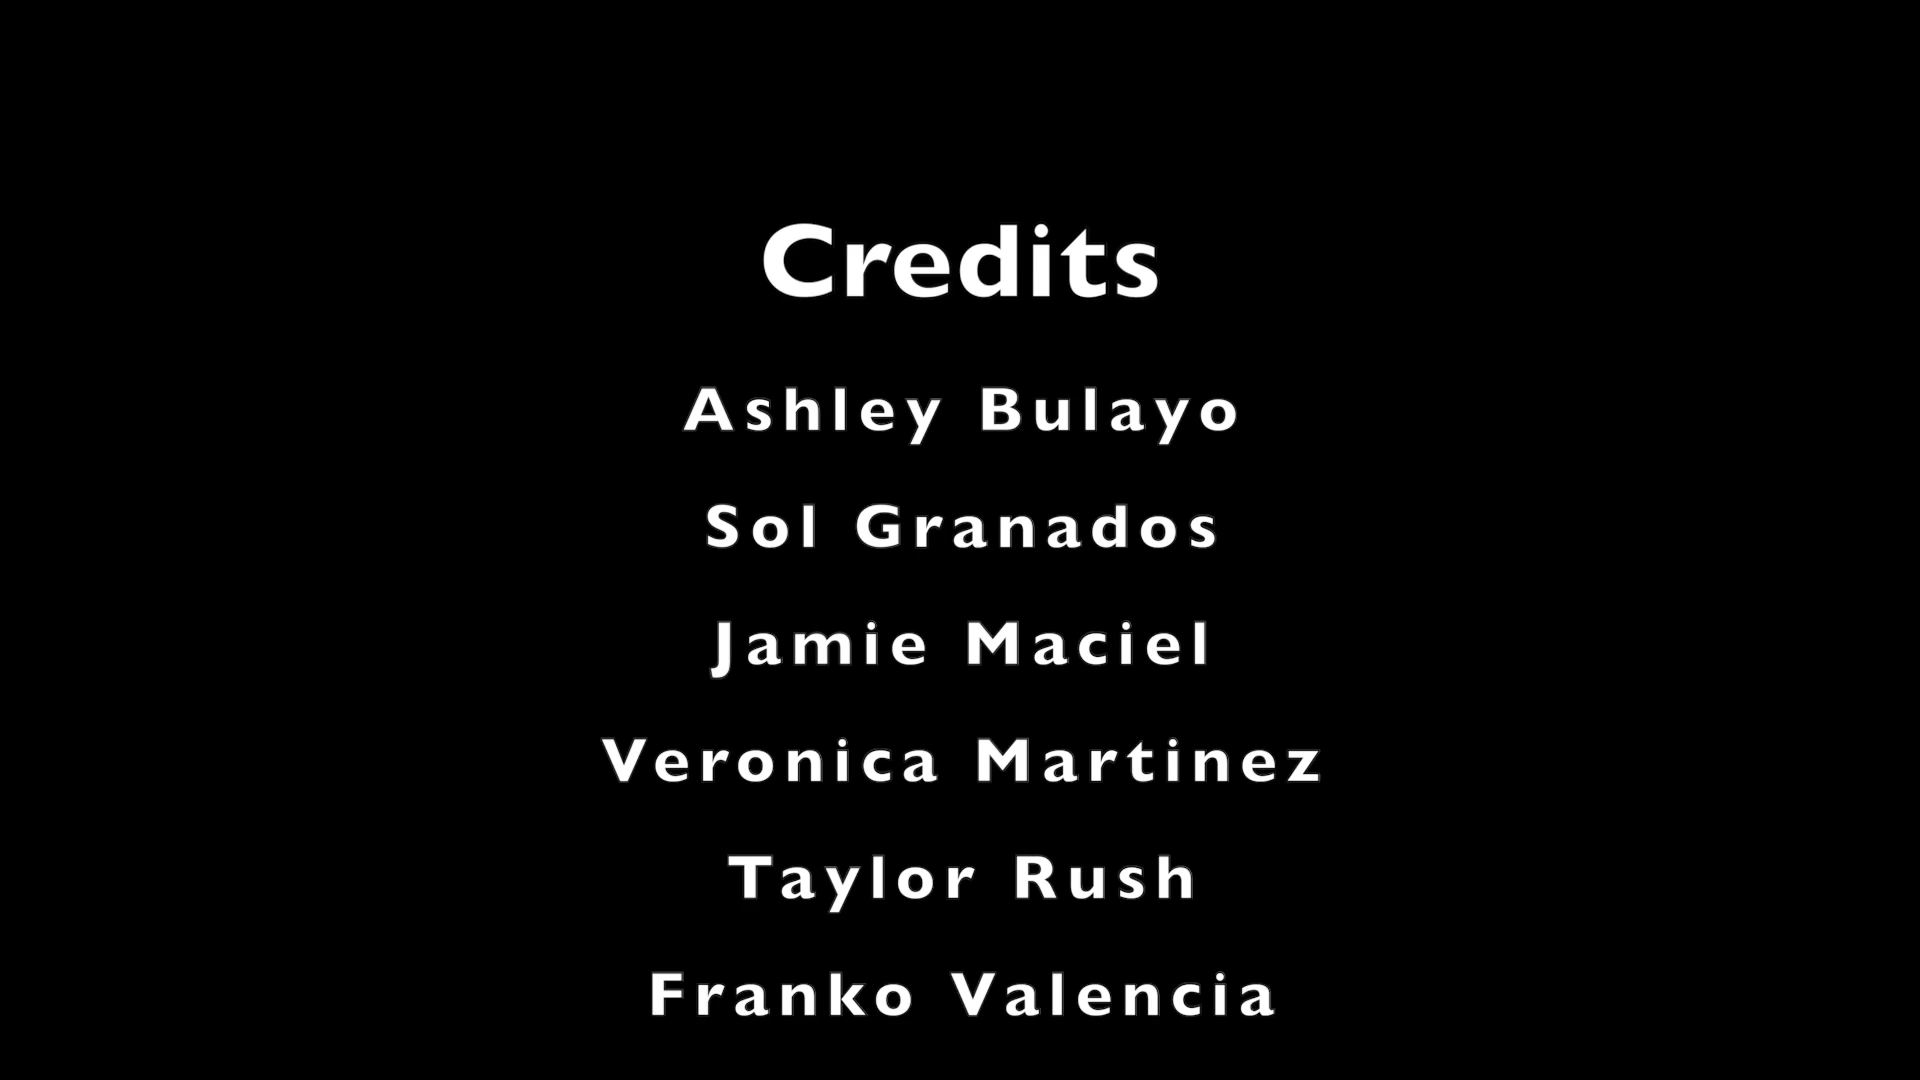 Credits
Ashley Bulayo
Sol Granados
Jamie Maciel
Veronica Martinez
Taylor Rush
Franko Valencia